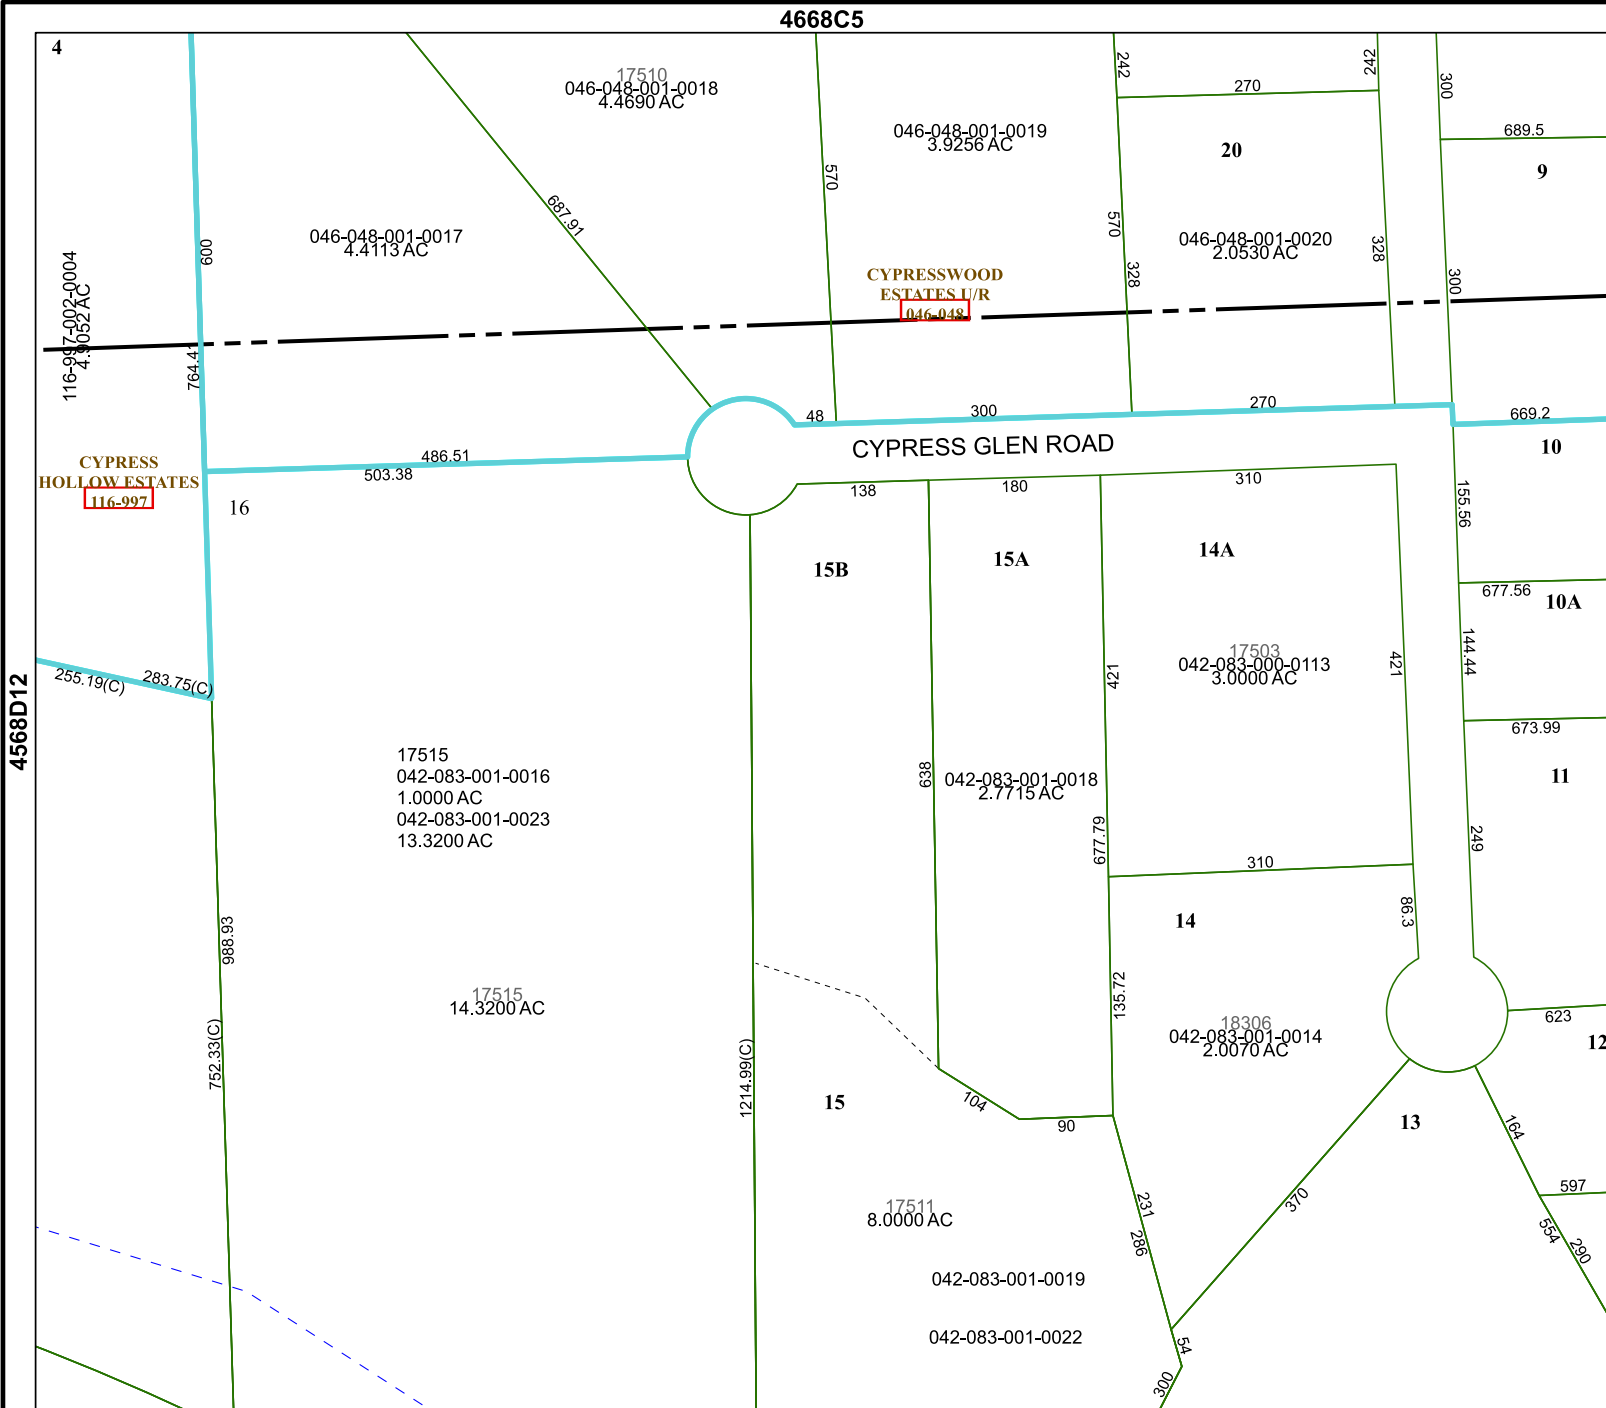 4668C5
4
17510
046-048-001-0018
4.4690 AC
046-048-001-0019
3.9256 AC
242
270
242
300
689.5
20
9
570
687.91
600
046-048-001-0017
4.4113 AC
570
328
046-048-001-0020
2.0530 AC
328
300
116-997-002-0004
4.9052 AC
CYPRESSWOOD
ESTATES U/R
046-048
764.41
48
300
270
669.2
CYPRESS GLEN ROAD
10
CYPRESS
HOLLOW ESTATES
116-997
486.51
503.38
16
138
180
310
155.56
15B
15A
14A
677.56
10A
17503
042-083-000-0113
3.0000 AC
421
421
144.44
255.19(C)
283.75(C)
4568D12
673.99
11
17515
042-083-001-0016
1.0000 AC
042-083-001-0023
13.3200 AC
638
042-083-001-0018
2.7715 AC
677.79
249
310
86.3
14
988.93
17515
14.3200 AC
135.72
18306
042-083-001-0014
2.0070 AC
623
12
752.33(C)
1214.99(C)
15
104
90
13
164
597
231
286
370
554
290
17511
8.0000 AC
042-083-001-0019
042-083-001-0022
54
300